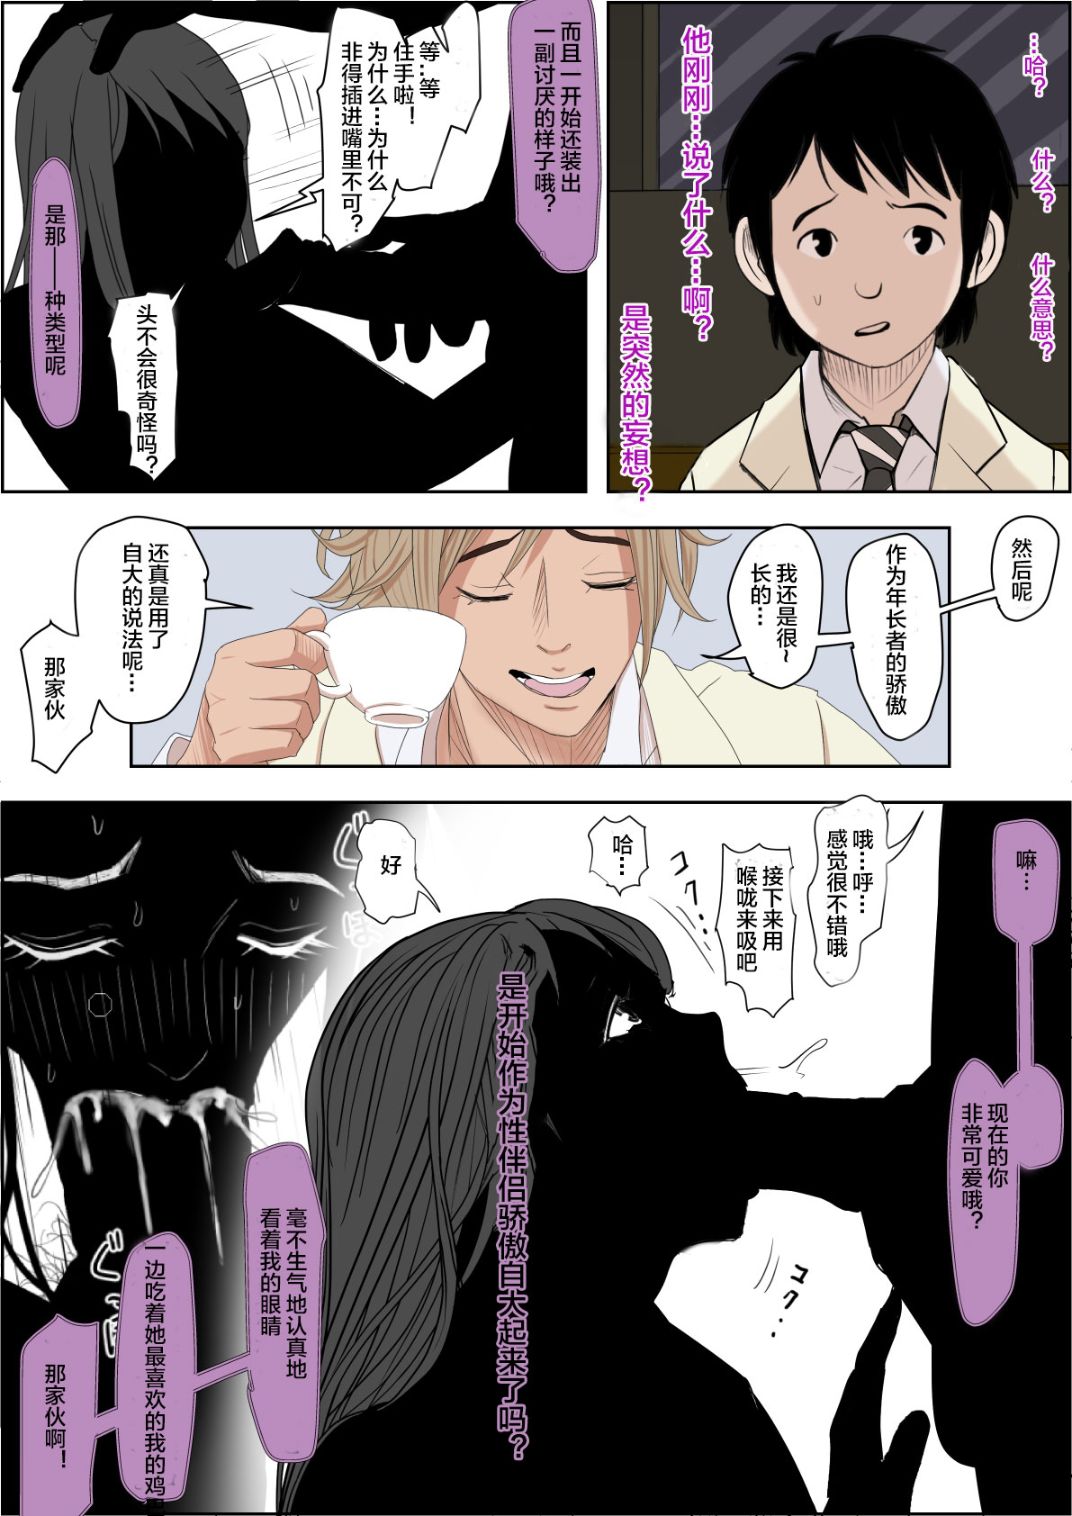 …哈？
什么？
什么意思？
他刚刚…说了什么…啊？
是突然的妄想？
而且一开始还装出
一副讨厌的样子哦？
等‥等
住手啦！
为什么…为什么
非得插进嘴里不可？
头不会很奇怪吗？
是那——种类型呢
然后呢
作为年长者的骄傲
我还是很~
长的…
还真是用了
自大的说法呢…
那家伙
嘛…
现在的你
非常可爱哦？
哦…呼…
感觉很不错哦
接下来用
喉咙来吸吧
コク…
哈…
好
コク…
是开始作为性伴侣骄傲自大起来了吗？
毫不生气地认真地
看着我的眼睛
一边吃着她最喜欢的我的鸡
那家伙啊！